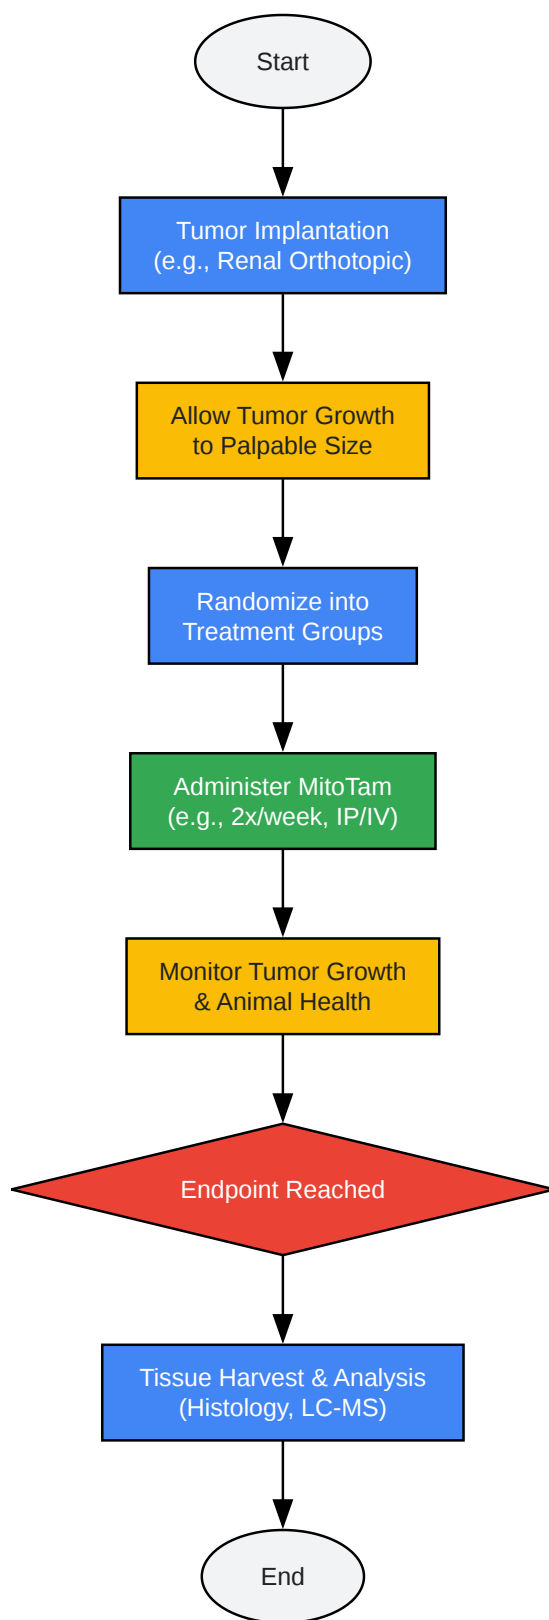 Start
Tumor Implantation
(e.g., Renal Orthotopic)
Allow Tumor Growth
to Palpable Size
Randomize into
Treatment Groups
Administer MitoTam
(e.g., 2x/week, IP/IV)
Monitor Tumor Growth
& Animal Health
Endpoint Reached
Tissue Harvest & Analysis
(Histology, LC-MS)
End